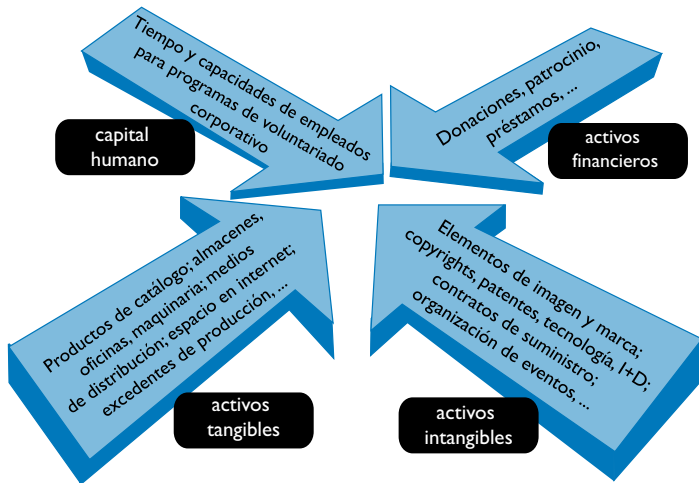 Tiempo y capacidades de empleados
para programas de voluntariado
corporativo
capital
humano
Donaciones, patrocinio,
préstamos, ...
activos
financieros
Productos de catálogo; almacenes,
oficinas, maquinaria; medios
de distribución; espacio en internet;
excedentes de producción, ...
activos
tangibles
Elementos de imagen y marca;
copyrights, patentes, tecnología, I+D;
contratos de suministro;
organización de eventos, ...
activos
intangibles